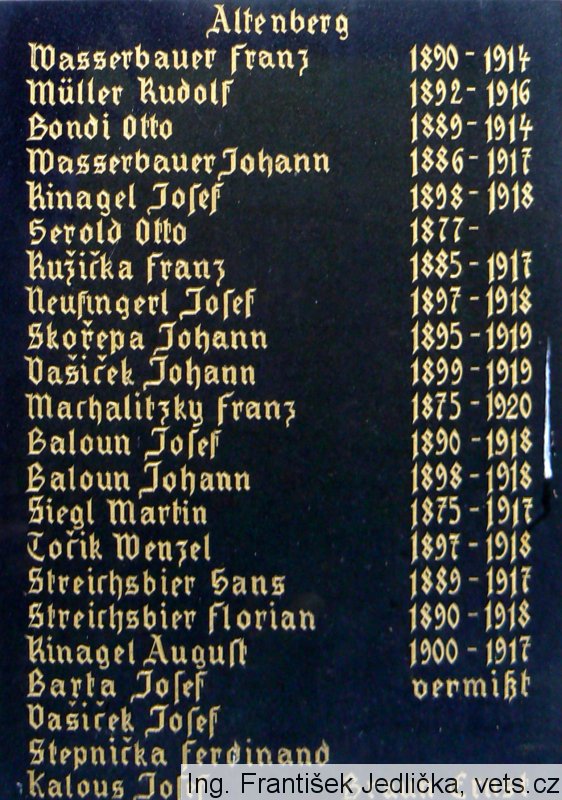 Altenberg
Wasserbauer Franz 1890 - 1914
Müller Rudolf 1892 - 1916
Bondi Otto 1889 - 1914
Wasserbauer Johann 1886 - 1917
Kinagel Josef 1898 - 1918
Serold Otto 1877 -
Ružička Franz 1885 - 1917
Neufingerl Josef 1897 - 1918
Skořepa Johann 1895 - 1919
Vašiček Johann 1899 - 1919
Machalitzky Franz 1875 - 1920
Baloun Josef 1890 - 1918
Baloun Johann 1898 - 1918
Siegl Martin 1875 - 1917
Točik Wenzel 1897 - 1918
Streichsbier Hans 1889 - 1917
Streichsbier Florian 1890 - 1918
Kinagel August 1900 - 1917
Barta Josef vermißt
Vašiček Josef
Stepnička Ferdinand
Kalous Josef
Ing. František Jedlička, vets.cz